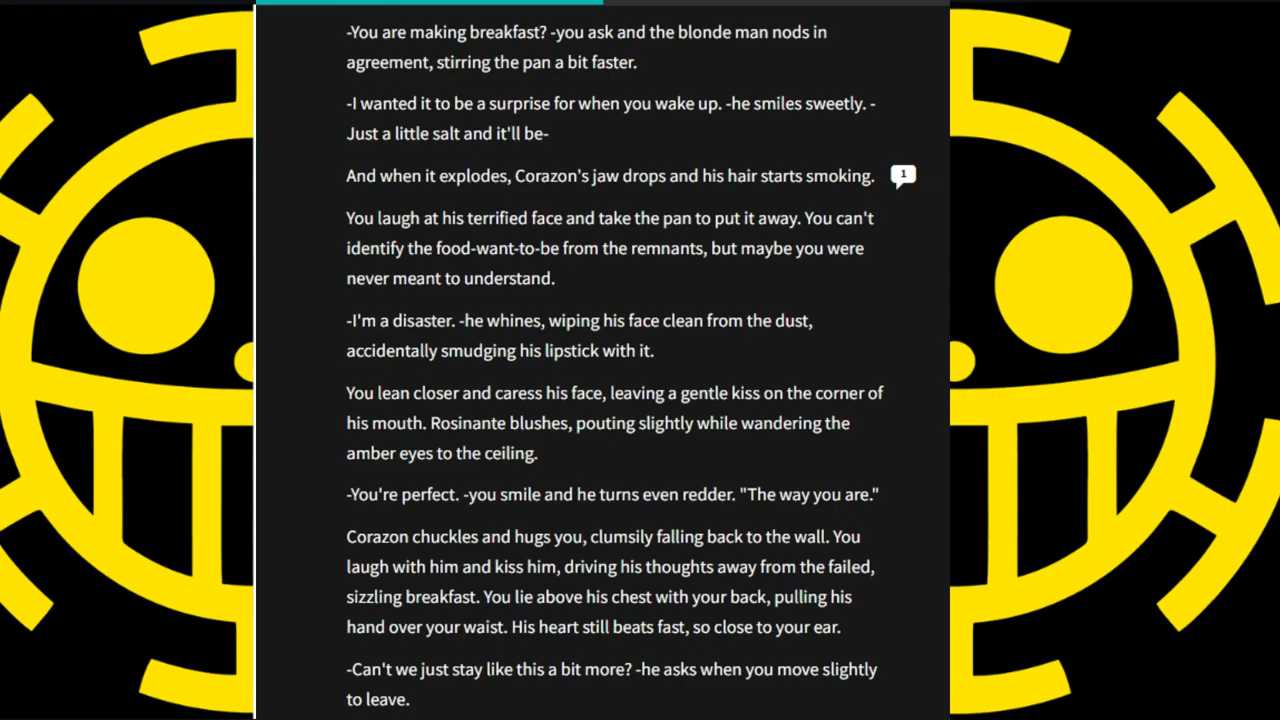 -You are making breakfast? -you ask and the blonde man nods in
agreement, stirring the pan a bit faster.
-I wanted it to be a surprise for when you wake up. -he smiles sweetly. -
Just a little salt and it'll be-
And when it explodes, Corazon's jaw drops and his hair starts smoking.
1
You laugh at his terrified face and take the pan to put it away. You can't
identify the food-want-to-be from the remnants, but maybe you were
never meant to understand.
-I'm a disaster. -he whines, wiping his face clean from the dust,
accidentally smudging his lipstick with it.
You lean closer and caress his face, leaving a gentle kiss on the corner of
his mouth. Rosinante blushes, pouting slightly while wandering the
amber eyes to the ceiling.
-You're perfect. -you smile and he turns even redder. "The way you are."
Corazon chuckles and hugs you, clumsily falling back to the wall. You
laugh with him and kiss him, driving his thoughts away from the failed,
sizzling breakfast. You lie above his chest with your back, pulling his
hand over your waist. His heart still beats fast, so close to your ear.
-Can't we just stay like this a bit more? -he asks when you move slightly
to leave.